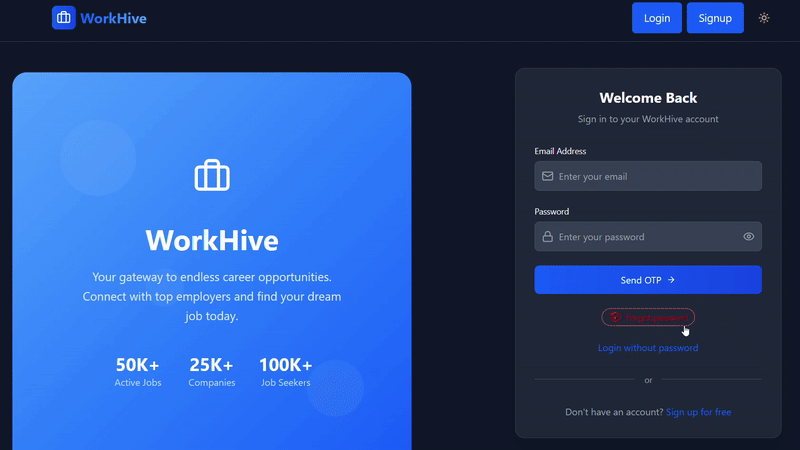 WorkHive
Login
Signup
WorkHive
Your gateway to endless career opportunities.
Connect with top employers and find your dream
job today.
50K+
25K+
100K+
Active Jobs
Companies
Job Seekers
Welcome Back
Sign in to your WorkHive account
Email Address
Enter your email
Password
Enter your password
Send OTP
Forgot password
Login without password
or
Don't have an account? Sign up for free